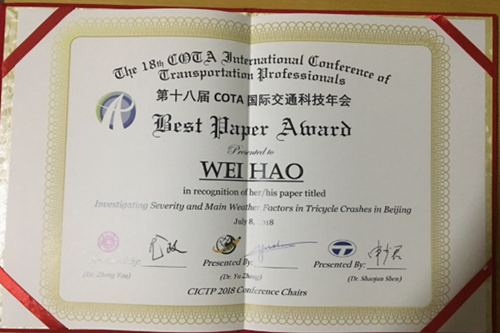 The 18th COTA International Conference of
Transportation Professionals
第十八届 COTA 国际交通科技年会
Best Paper Award
Presented to
WEI HAO
in recognition of her/his paper titled
Investigating Severity and Main Weather Factors in Tricycle Crashes in Beijing
July 8, 2018
Presented By: Presented By:
(Dr. Zhong (Dr. Yu Zhang) (Dr. Shaojun Shen)
CICTP 2018 Conference Chairs